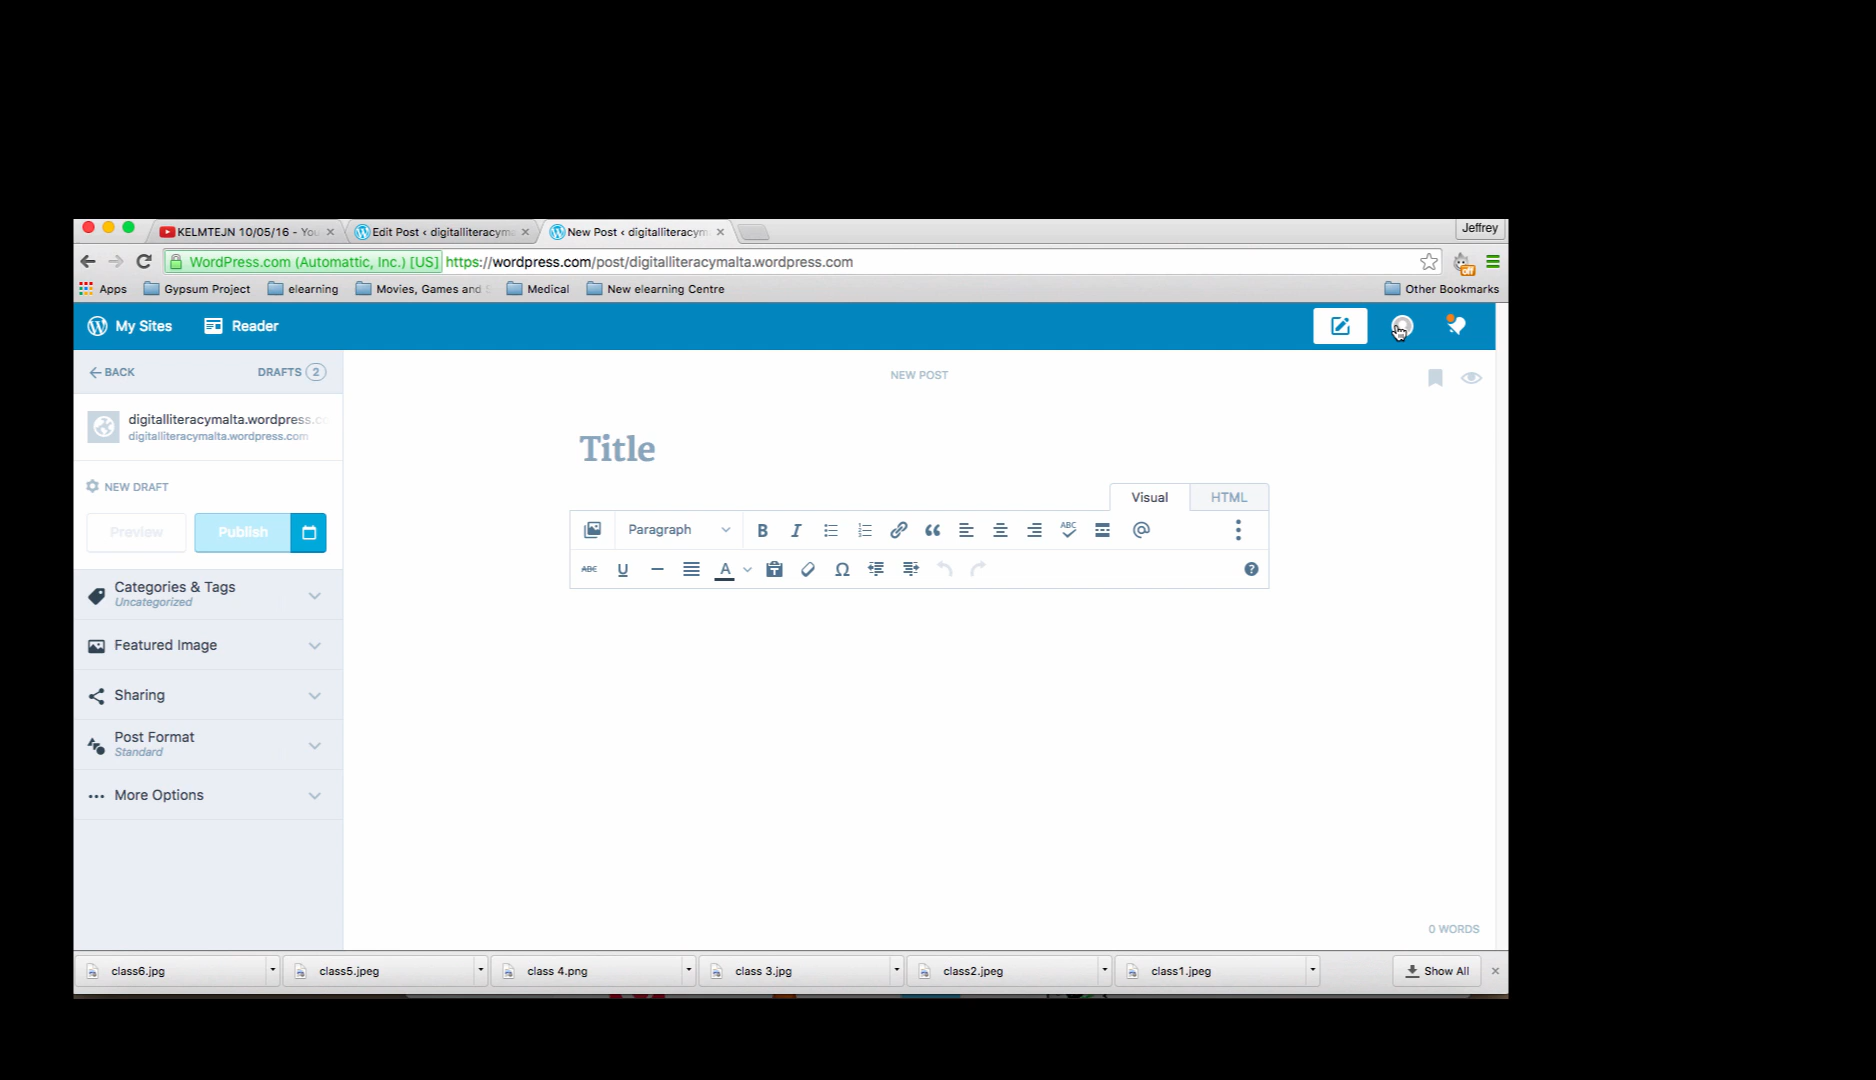 KELMTEJN 10/05/16 - You
Edit Post ‹ digitalliteracym
New Post ‹ digitalliteracym
Jeffrey
WordPress.com (Automattic, Inc.) [US] https://wordpress.com/post/digitalliteracymalta.wordpress.com
off
Apps Gypsum Project elearning Movies, Games and S Medical New elearning Centre Other Bookmarks
My Sites Reader
BACK DRAFTS 2
NEW POST
digitalliteracymalta.wordpress.co
digitalliteracymalta.wordpress.com
Title
NEW DRAFT
Visual HTML
Preview Publish
Paragraph B I ABC @
ABC U A T Ω ?
Categories & Tags
Uncategorized
Featured Image
Sharing
Post Format
Standard
More Options
0 WORDS
class6.jpg class5.jpeg class 4.png class 3.jpg class2.jpeg class1.jpeg Show All